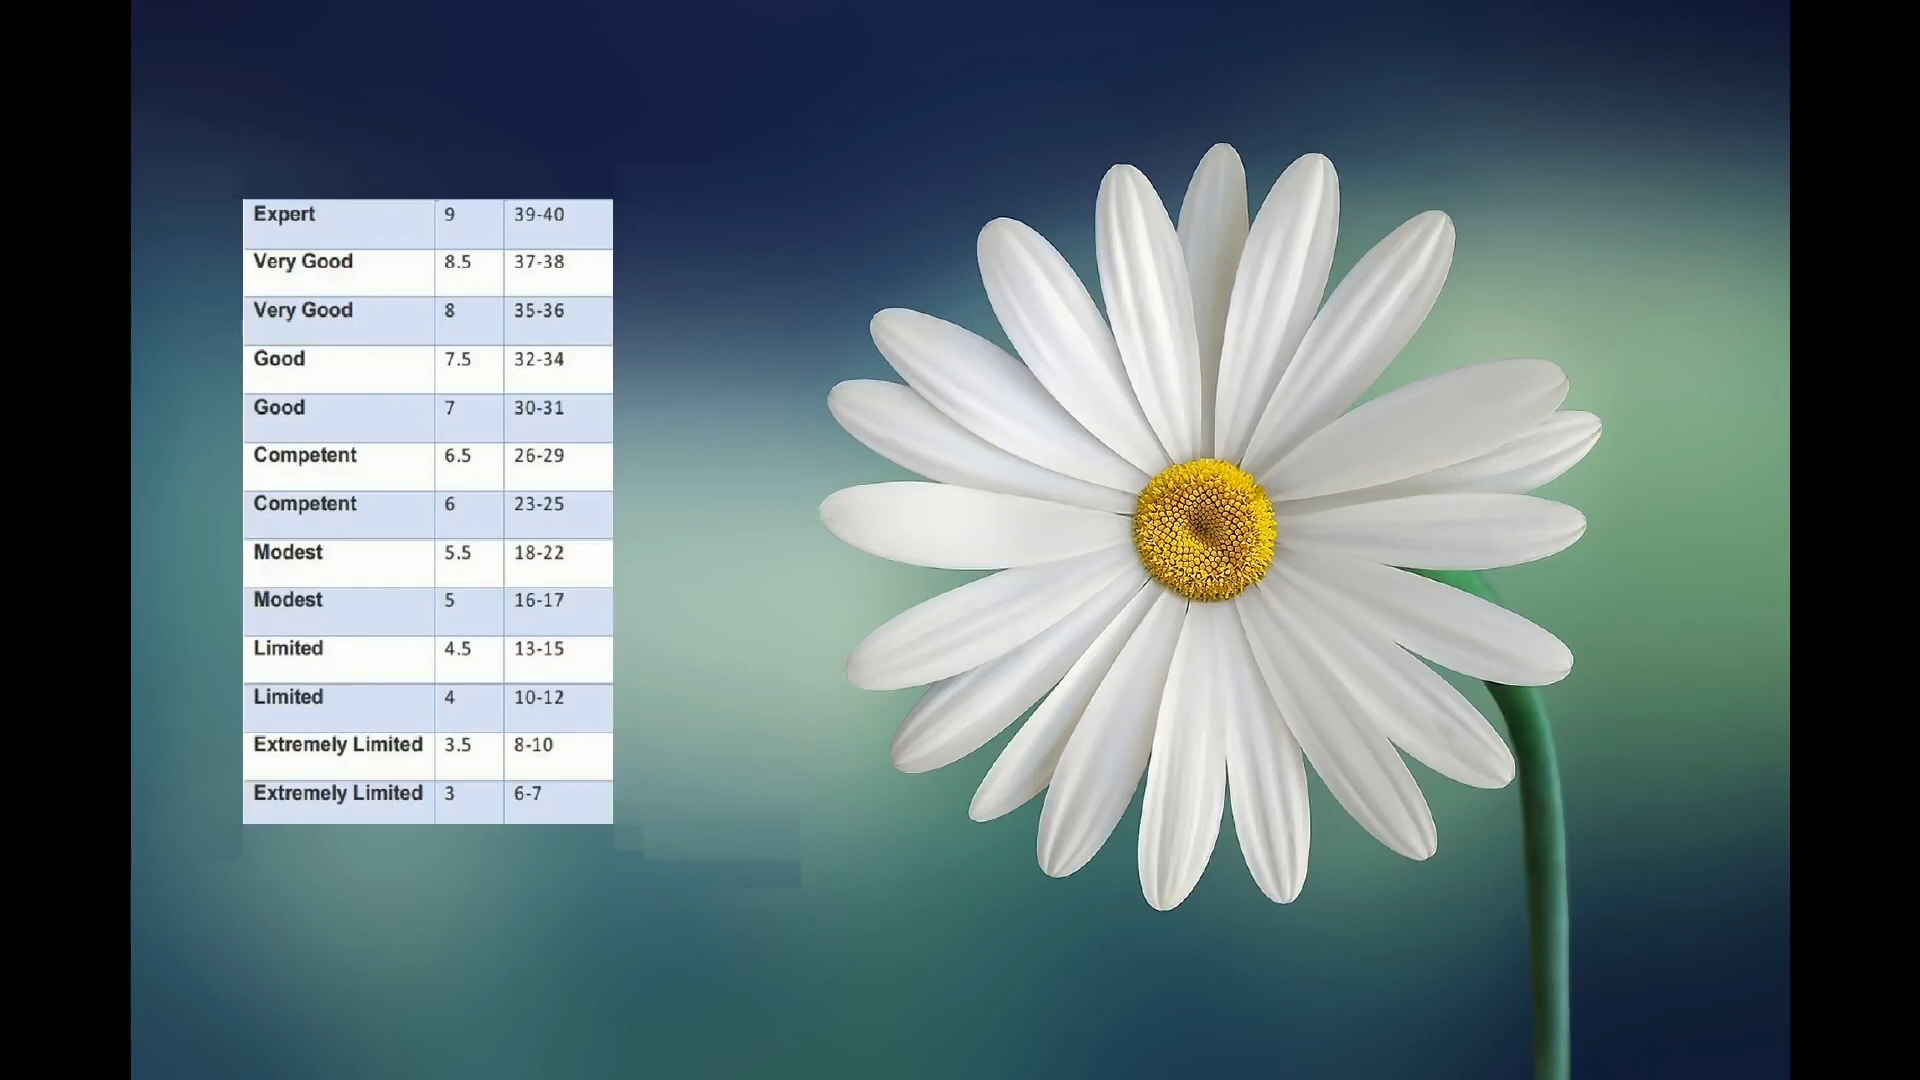 Expert 9 39-40
Very Good 8.5 37-38
Very Good 8 35-36
Good 7.5 32-34
Good 7 30-31
Competent 6.5 26-29
Competent 6 23-25
Modest 5.5 18-22
Modest 5 16-17
Limited 4.5 13-15
Limited 4 10-12
Extremely Limited 3.5 8-10
Extremely Limited 3 6-7